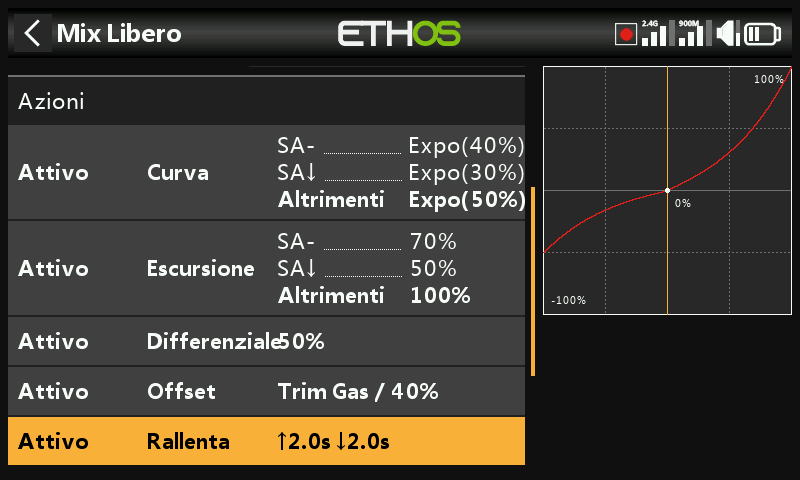 Mix Libero
ETHOS
2.4G
900M
Azioni
Attivo Curva
SA- Expo(40%)
SA↓ Expo(30%)
Altrimenti Expo(50%)
Attivo Escursione
SA- 70%
SA↓ 50%
Altrimenti 100%
Attivo Differenziale 50%
Attivo Offset Trim Gas / 40%
Attivo Rallenta ↑2.0s ↓2.0s
100%
0%
-100%